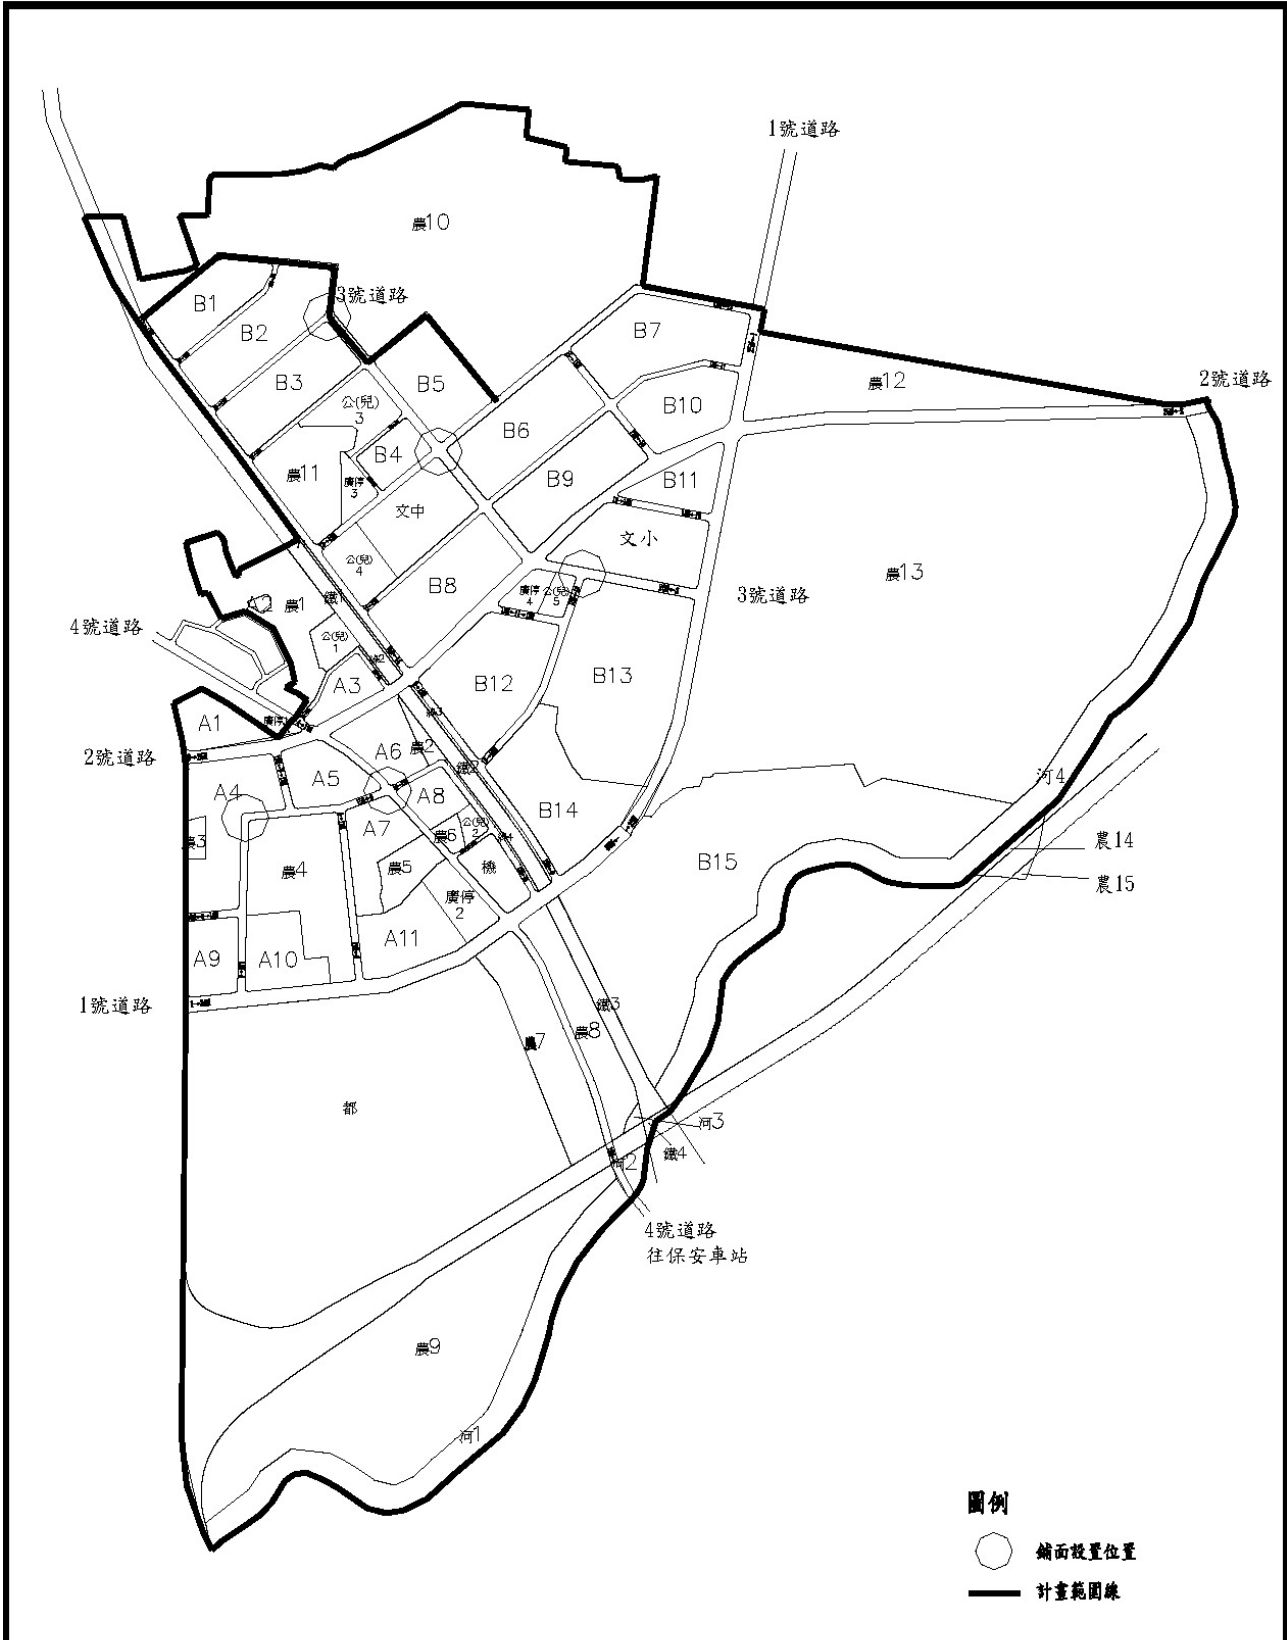 1號道路
農10
3號道路
B1
B2
B3
B7
農12
2號道路
B5
公(兒)
3
B10
B6
B4
農11
廣停
3
B9
B11
文中
文小
公(兒)
4
B8
農13
農1
鐵1
廣停
4
公(兒)
5
3號道路
4號道路
公(兒)
1
A3
B12
B13
A1
廣停1
2號道路
A6
農2
鐵2
A5
A4
A8
B14
河4
A7
公(兒)
2
農3
農6
農14
農4
農5
機
B15
農15
廣停
2
A11
A9
A10
1號道路
鐵3
農7
農8
都
河3
鐵4
河2
4號道路
往保安車站
農9
河1
圖例
鋪面設置位置
計畫範圍線